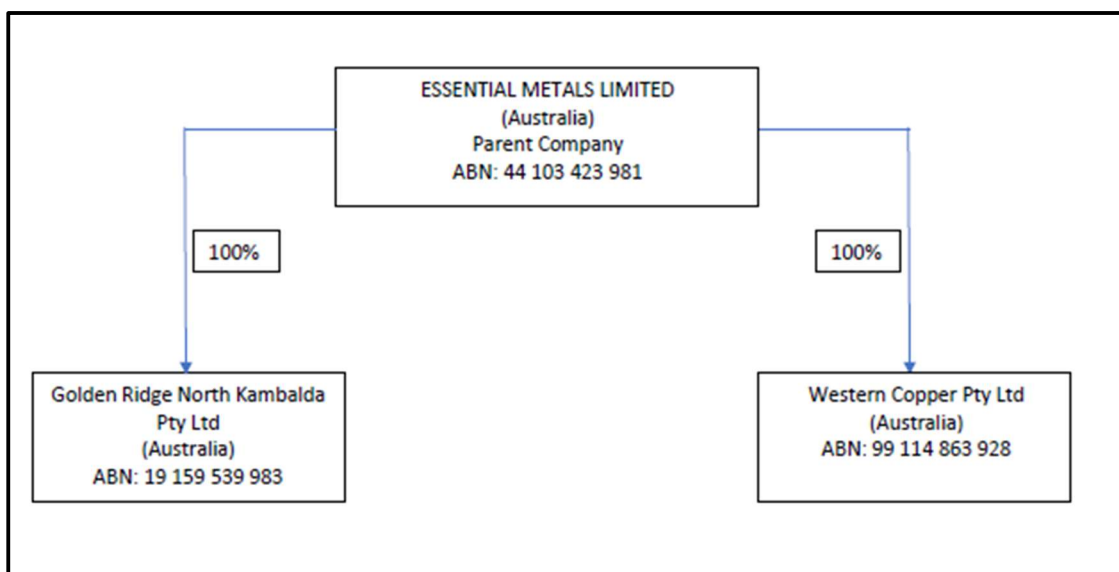 ESSENTIAL METALS LIMITED
(Australia)
Parent Company
ABN: 44 103 423 981
100%
100%
Golden Ridge North Kambalda
Pty Ltd
(Australia)
ABN: 19 159 539 983
Western Copper Pty Ltd
(Australia)
ABN: 99 114 863 928